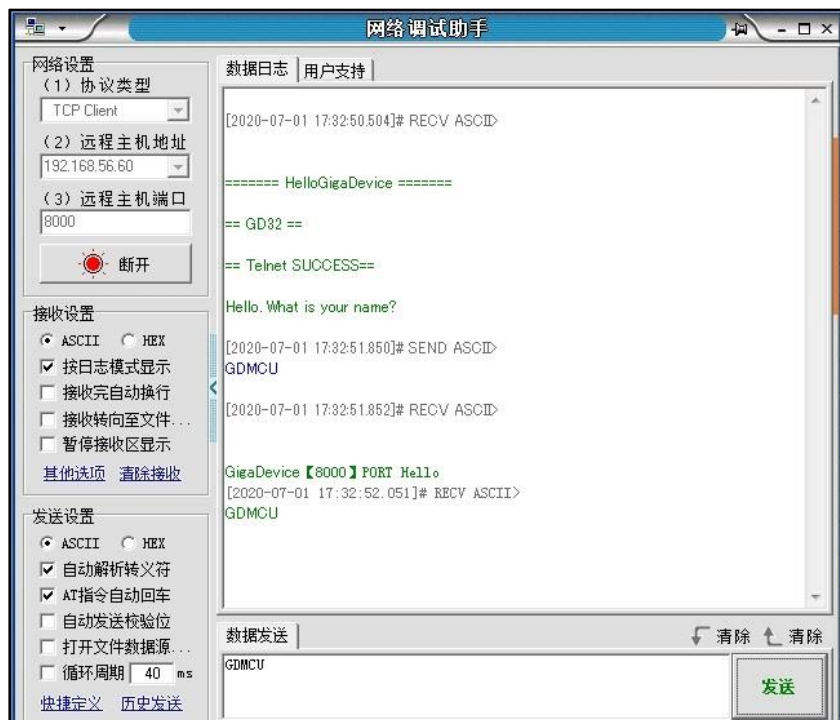 网络调试助手
网络设置
（1）协议类型
TCP Client
（2）远程主机地址
192.168.56.60
（3）远程主机端口
8000
断开
接收设置
ASCII HEX
按日志模式显示
接收完自动换行
接收转向至文件...
暂停接收区显示
其他选项 清除接收
发送设置
ASCII HEX
自动解析转义符
AT指令自动回车
自动发送校验位
打开文件数据源...
循环周期 40 ms
快捷定义 历史发送
数据日志 用户支持
[2020-07-01 17:32:50.504]# RECV ASCII>
======= HelloGigaDevice =======
== GD32 ==
== Telnet SUCCESS==
Hello. What is your name?
[2020-07-01 17:32:51.850]# SEND ASCII>
GDMCU
[2020-07-01 17:32:51.852]# RECV ASCII>
GigaDevice【8000】PORT Hello
[2020-07-01 17:32:52.051]# RECV ASCII>
GDMCU
数据发送 清除 清除
GDMCU
发送